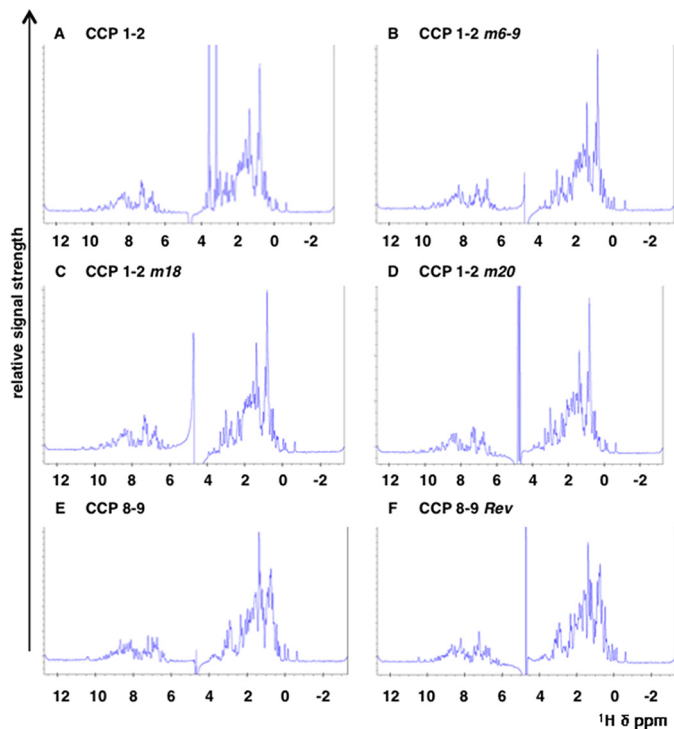 A CCP 1-2
B CCP 1-2 m6-9
12 10 8 6 4 2 0 -2
12 10 8 6 4 2 0 -2
C CCP 1-2 m18
D CCP 1-2 m20
relative signal strength
12 10 8 6 4 2 0 -2
12 10 8 6 4 2 0 -2
E CCP 8-9
F CCP 8-9 Rev
12 10 8 6 4 2 0 -2
12 10 8 6 4 2 0 -2
¹H δ ppm